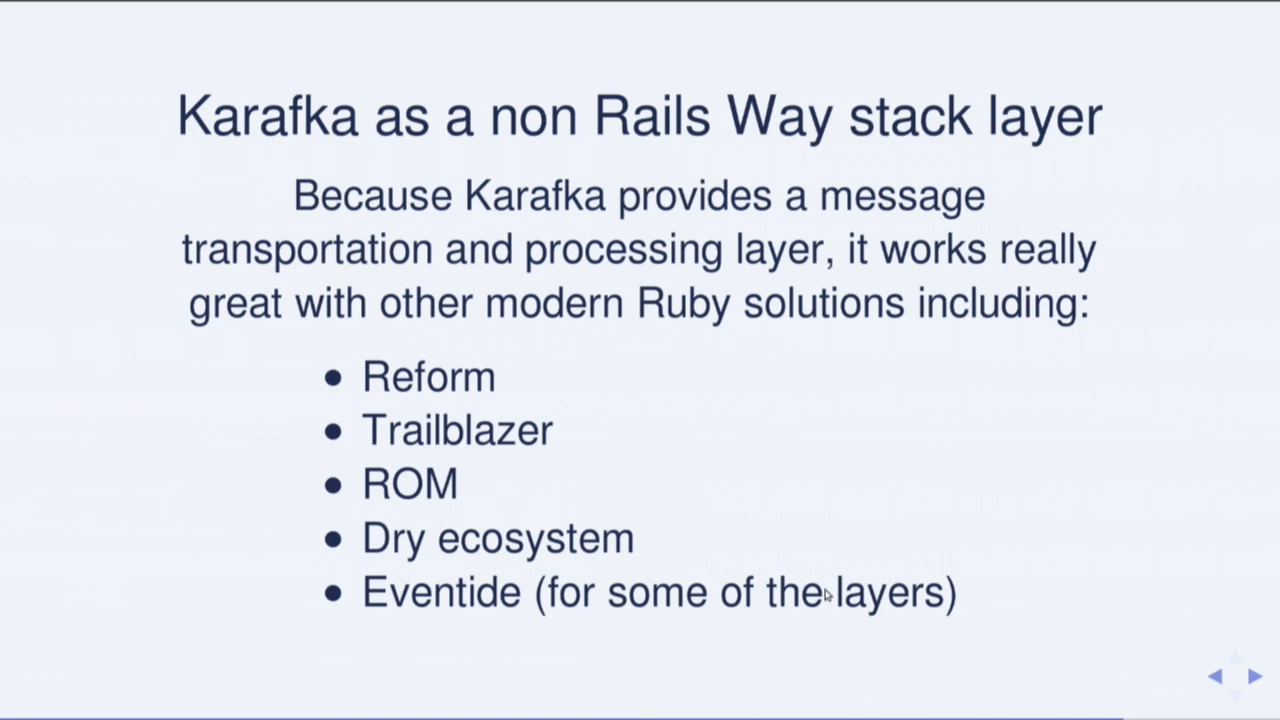 Karafka as a non Rails Way stack layer
Because Karafka provides a message
transportation and processing layer, it works really
great with other modern Ruby solutions including:
• Reform
• Trailblazer
• ROM
• Dry ecosystem
• Eventide (for some of the layers)